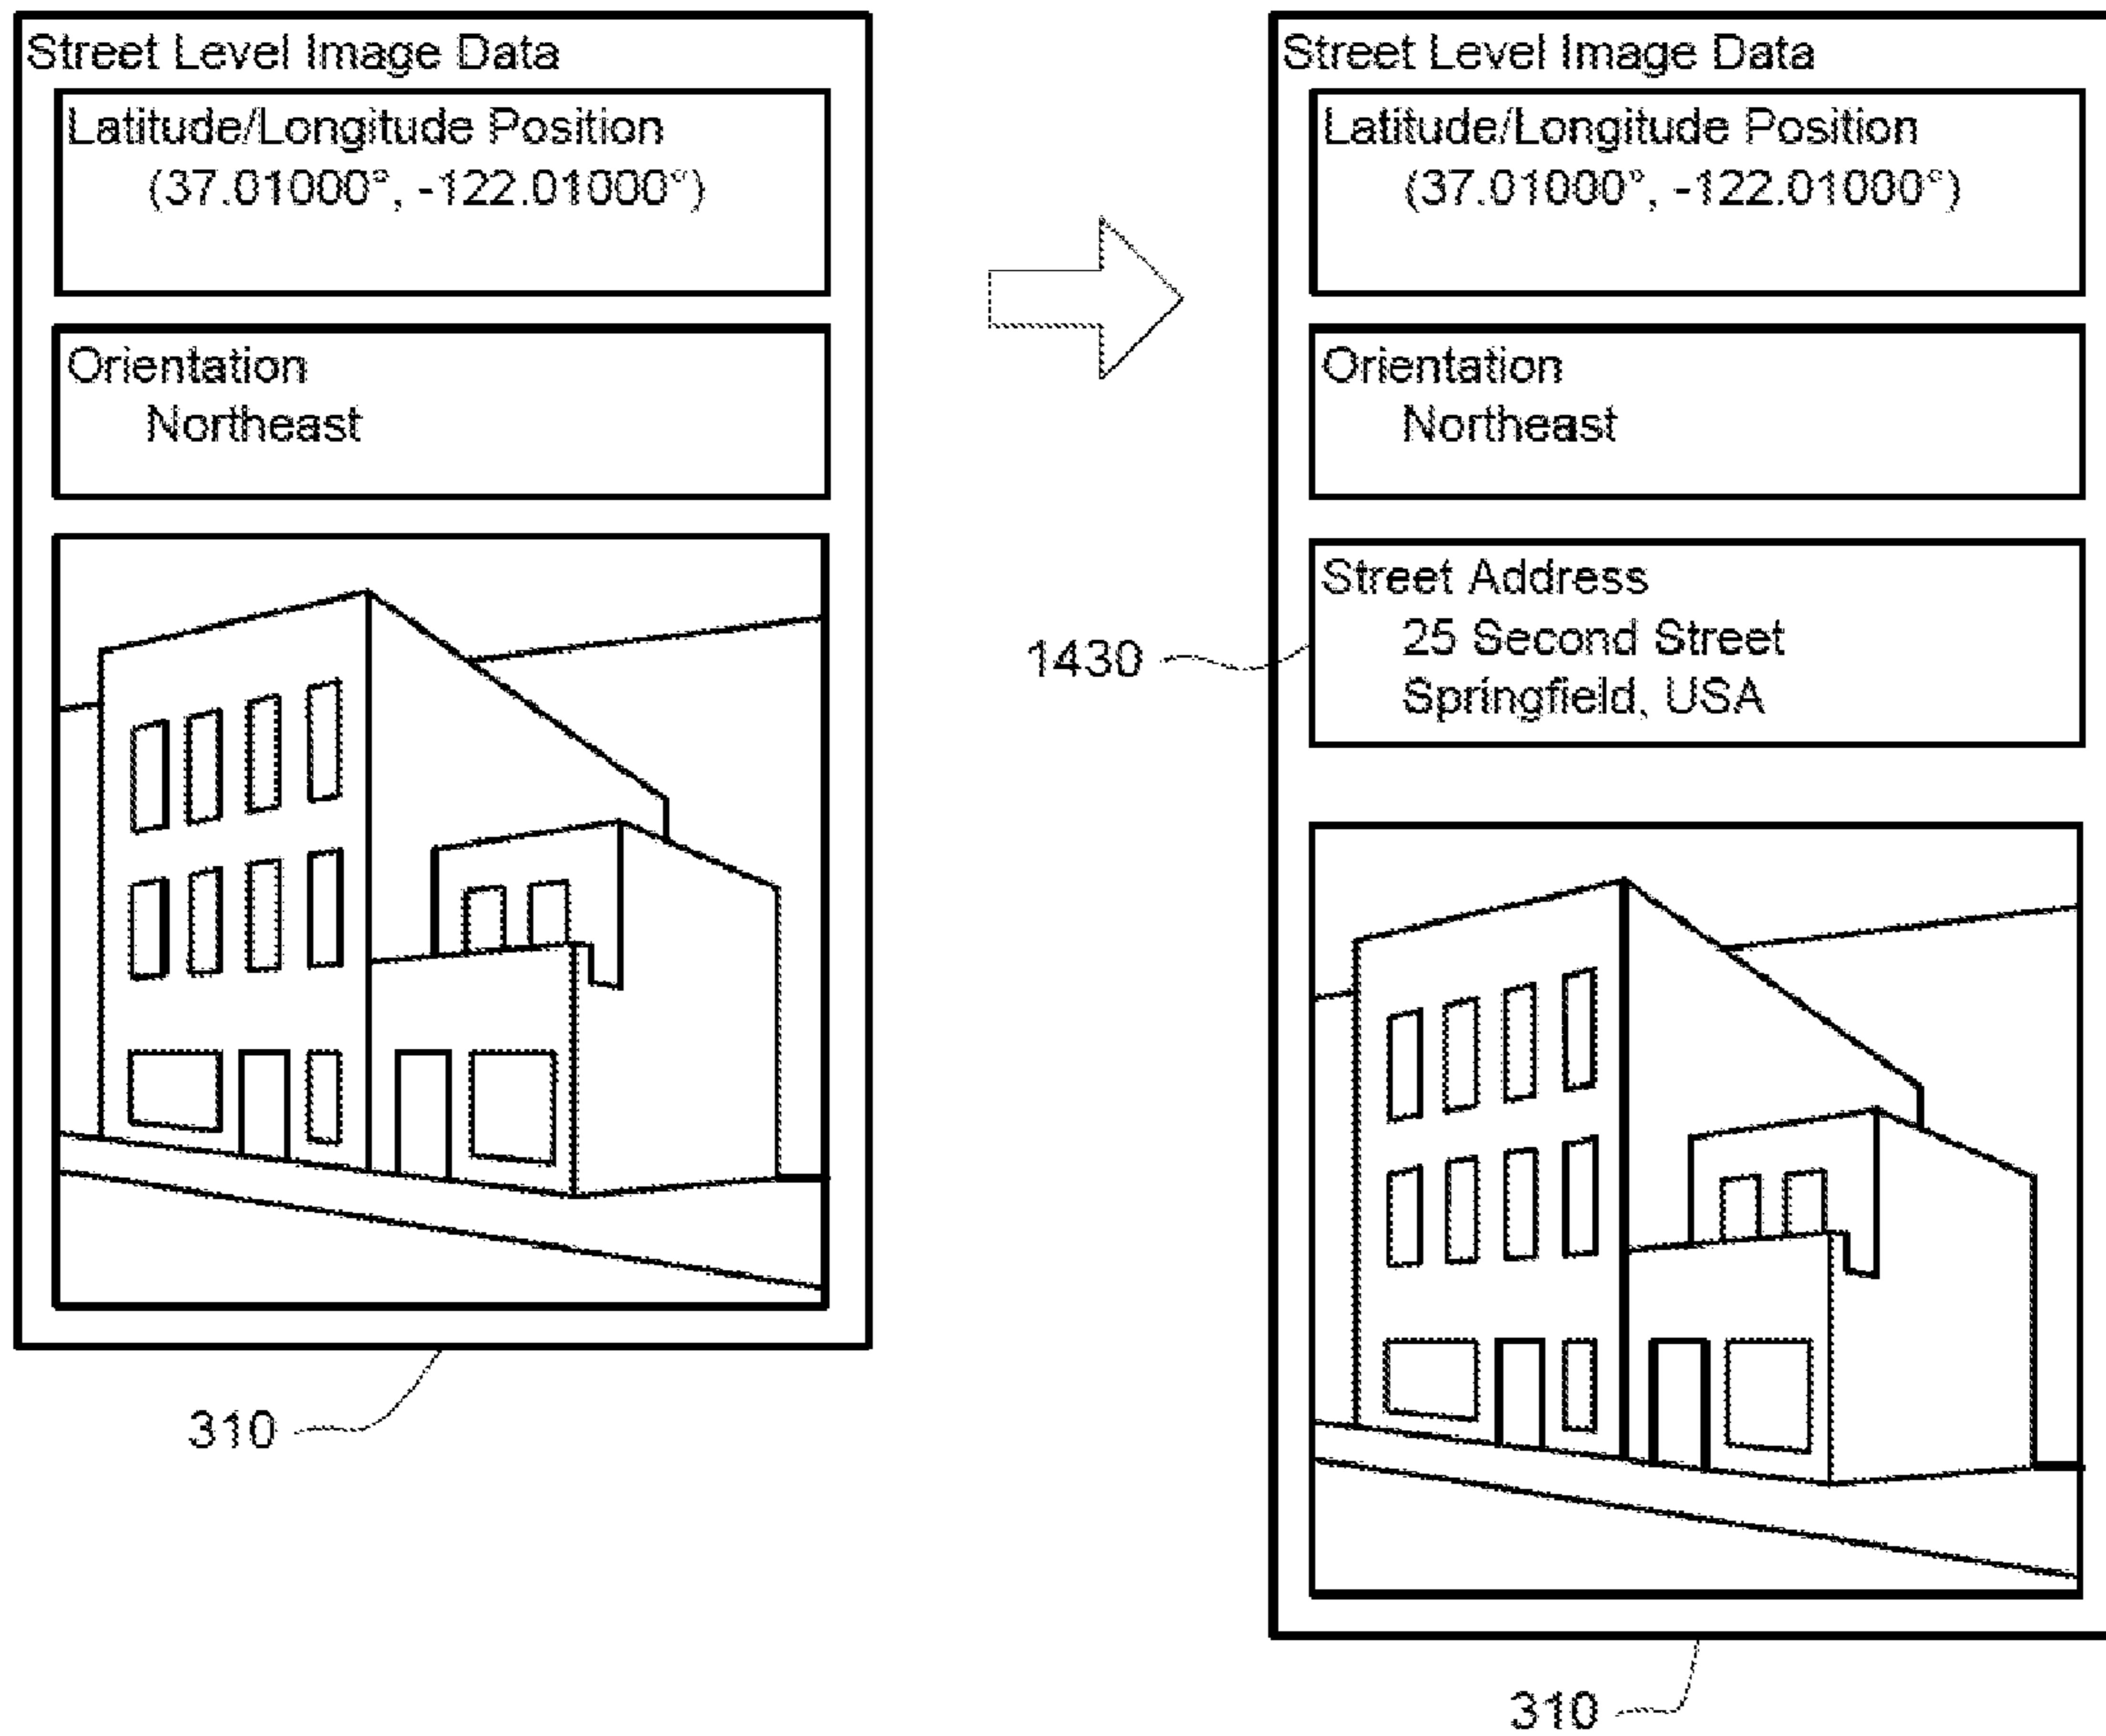 Street Level Image Data
Latitude/Longitude Position
(37.01000°, -122.01000°)
Orientation
Northeast
310
Street Level Image Data
Latitude/Longitude Position
(37.01000°, -122.01000°)
Orientation
Northeast
Street Address
25 Second Street
Springfield, USA
1430
310